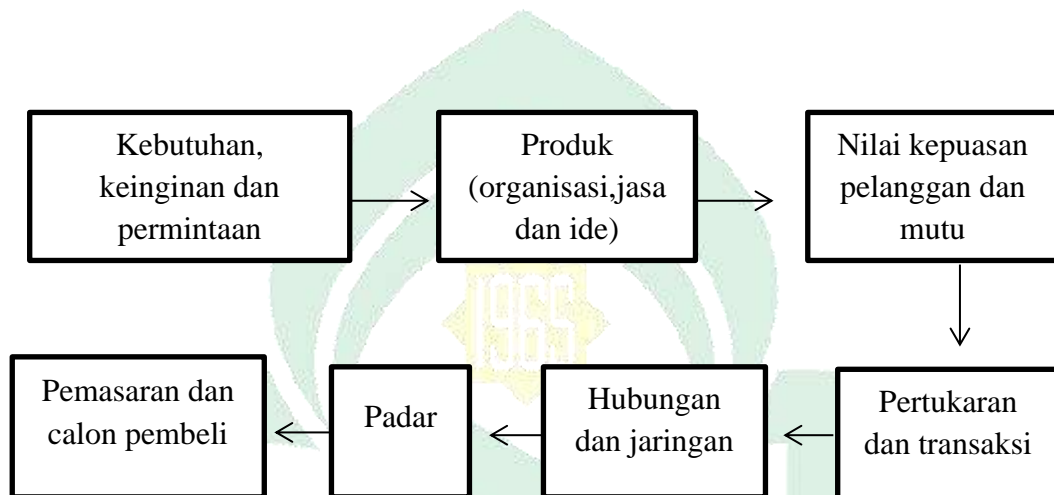 Kebutuhan,
keinginan dan
permintaan
Produk
(organisasi,jasa
dan ide)
Nilai kepuasan
pelanggan dan
mutu
Pertukaran
dan transaksi
Hubungan
dan jaringan
Padar
Pemasaran dan
calon pembeli
1965